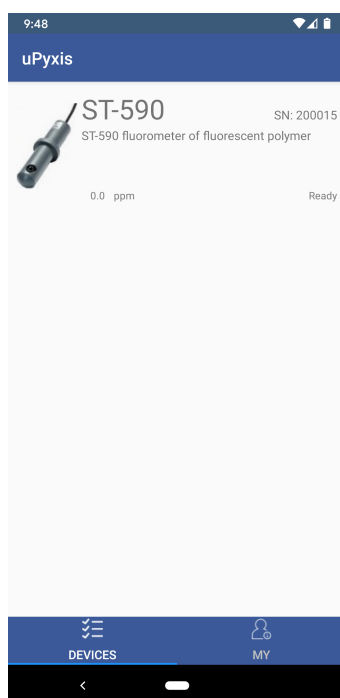 9:48
uPyxis
ST-590
SN: 200015
ST-590 fluorometer of fluorescent polymer
0.0 ppm
Ready
DEVICES
MY